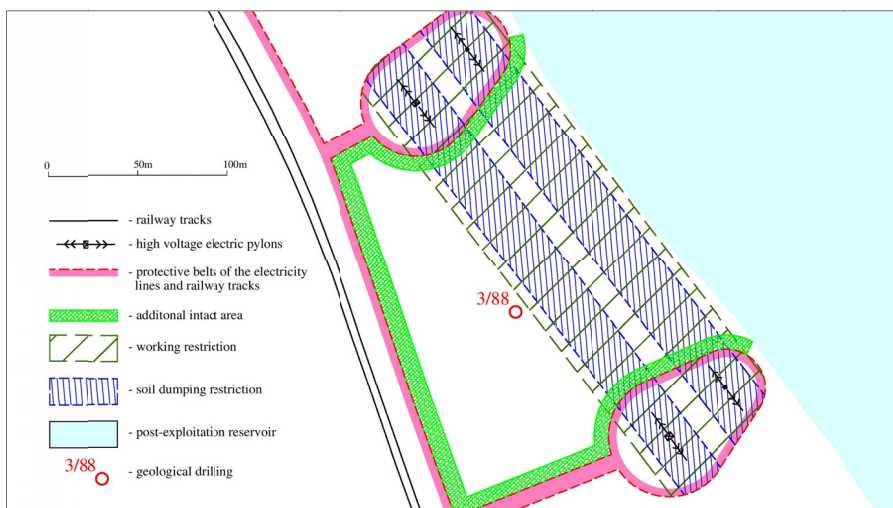 0 50m 100m
- railway tracks
- high voltage electric pylons
- protective belts of the electricity
lines and railway tracks
- additonal intact area
- working restriction
- soil dumping restriction
- post-exploitation reservoir
3/88
- geological drilling
3/88